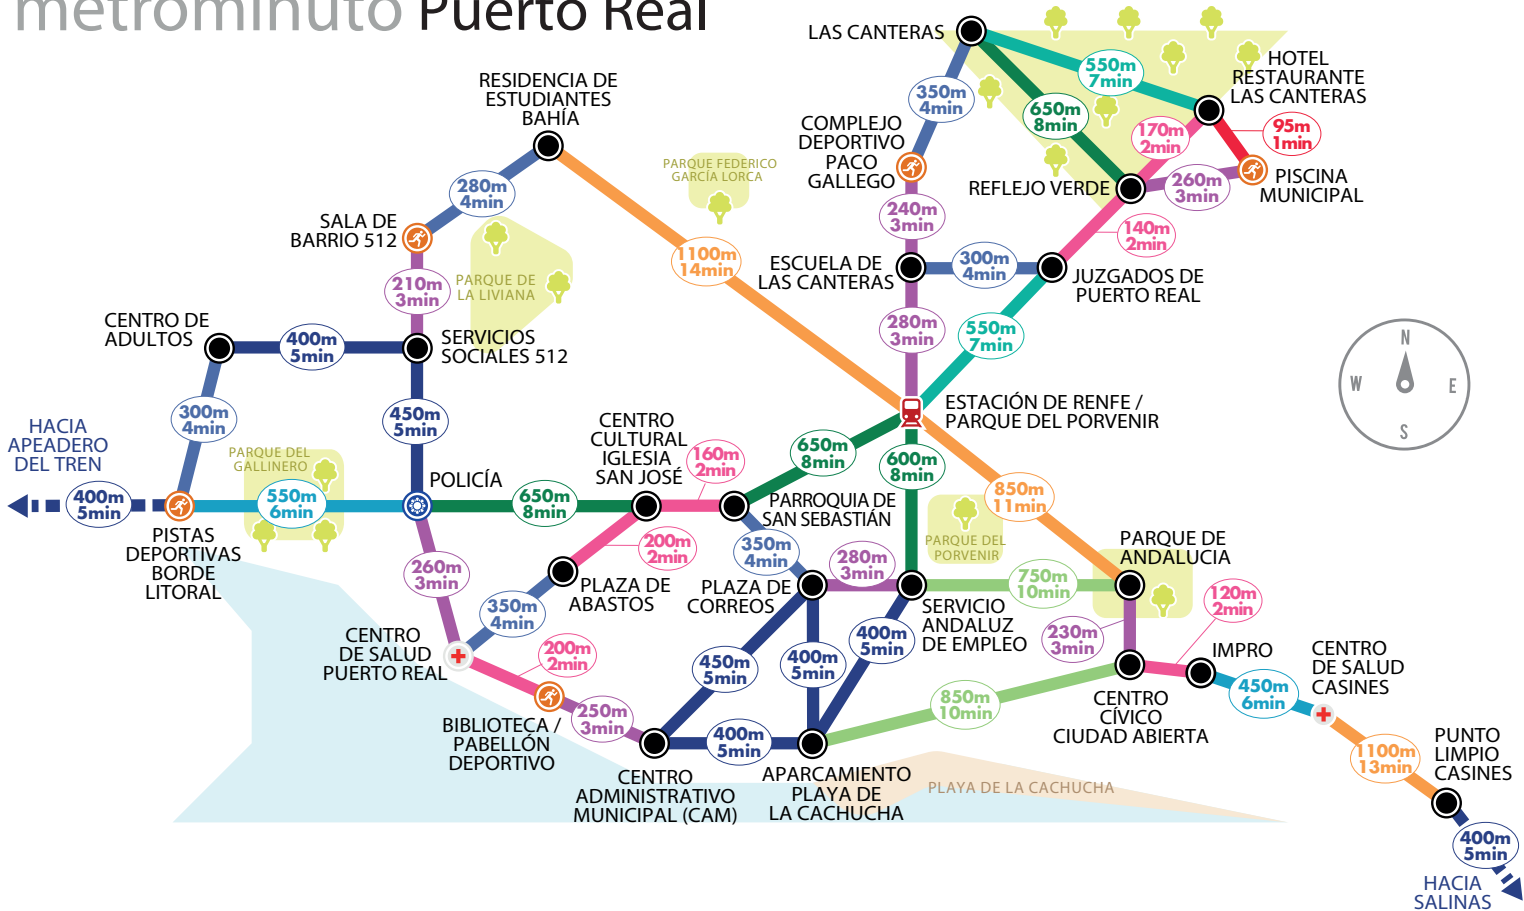 metrominuto Puerto Real
LAS CANTERAS
550m
7min
HOTEL
RESTAURANTE
LAS CANTERAS
350m
4min
650m
8min
170m
2min
95m
1min
COMPLEJO
DEPORTIVO
PACO
GALLEGO
REFLEJO VERDE
260m
3min
PISCINA
MUNICIPAL
RESIDENCIA DE
ESTUDIANTES
BAHÍA
PARQUE FEDERICO
GARCÍA LORCA
280m
4min
SALA DE
BARRIO 512
240m
3min
140m
2min
1100m
14min
ESCUELA DE
LAS CANTERAS
300m
4min
JUZGADOS DE
PUERTO REAL
210m
3min
PARQUE DE
LA LIVIANA
CENTRO DE
ADULTOS
400m
5min
SERVICIOS
SOCIALES 512
280m
3min
550m
7min
N
W
E
S
300m
4min
450m
5min
ESTACIÓN DE RENFE /
PARQUE DEL PORVENIR
HACIA
APEADERO
DEL TREN
PARQUE DEL
GALLINERO
CENTRO
CULTURAL
IGLESIA
SAN JOSÉ
160m
2min
650m
8min
600m
8min
400m
5min
550m
6min
POLICÍA
650m
8min
PARROQUIA DE
SAN SEBASTIÁN
850m
11min
PISTAS
DEPORTIVAS
BORDE
LITORAL
200m
2min
350m
4min
280m
3min
PARQUE DEL
PORVENIR
PARQUE DE
ANDALUCIA
260m
3min
PLAZA DE
ABASTOS
PLAZA DE
CORREOS
750m
10min
350m
4min
SERVICIO
ANDALUZ
DE EMPLEO
120m
2min
CENTRO
DE SALUD
PUERTO REAL
200m
2min
450m
5min
400m
5min
400m
5min
230m
3min
IMPRO
CENTRO
DE SALUD
CASINES
BIBLIOTECA /
PABELLÓN
DEPORTIVO
250m
3min
850m
10min
CENTRO
CÍVICO
CIUDAD ABIERTA
450m
6min
400m
5min
1100m
13min
PUNTO
LIMPIO
CASINES
CENTRO
ADMINISTRATIVO
MUNICIPAL (CAM)
APARCAMIENTO
PLAYA DE
LA CACHUCHA
PLAYA DE LA CACHUCHA
400m
5min
HACIA
SALINAS